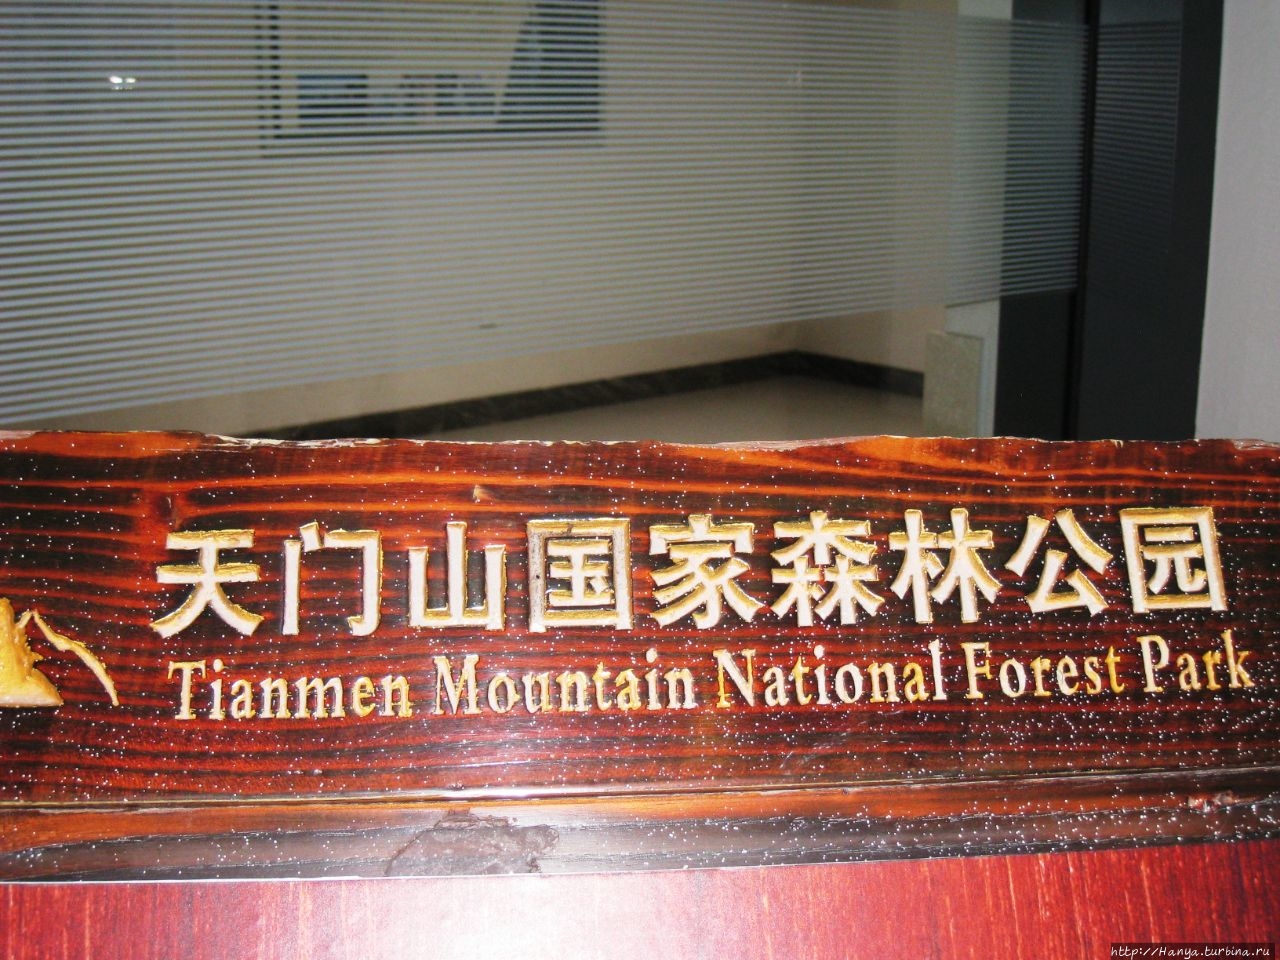 天门山国家森林公园
Tianmen Mountain National Forest Park
http://Hanya.turbina.ru